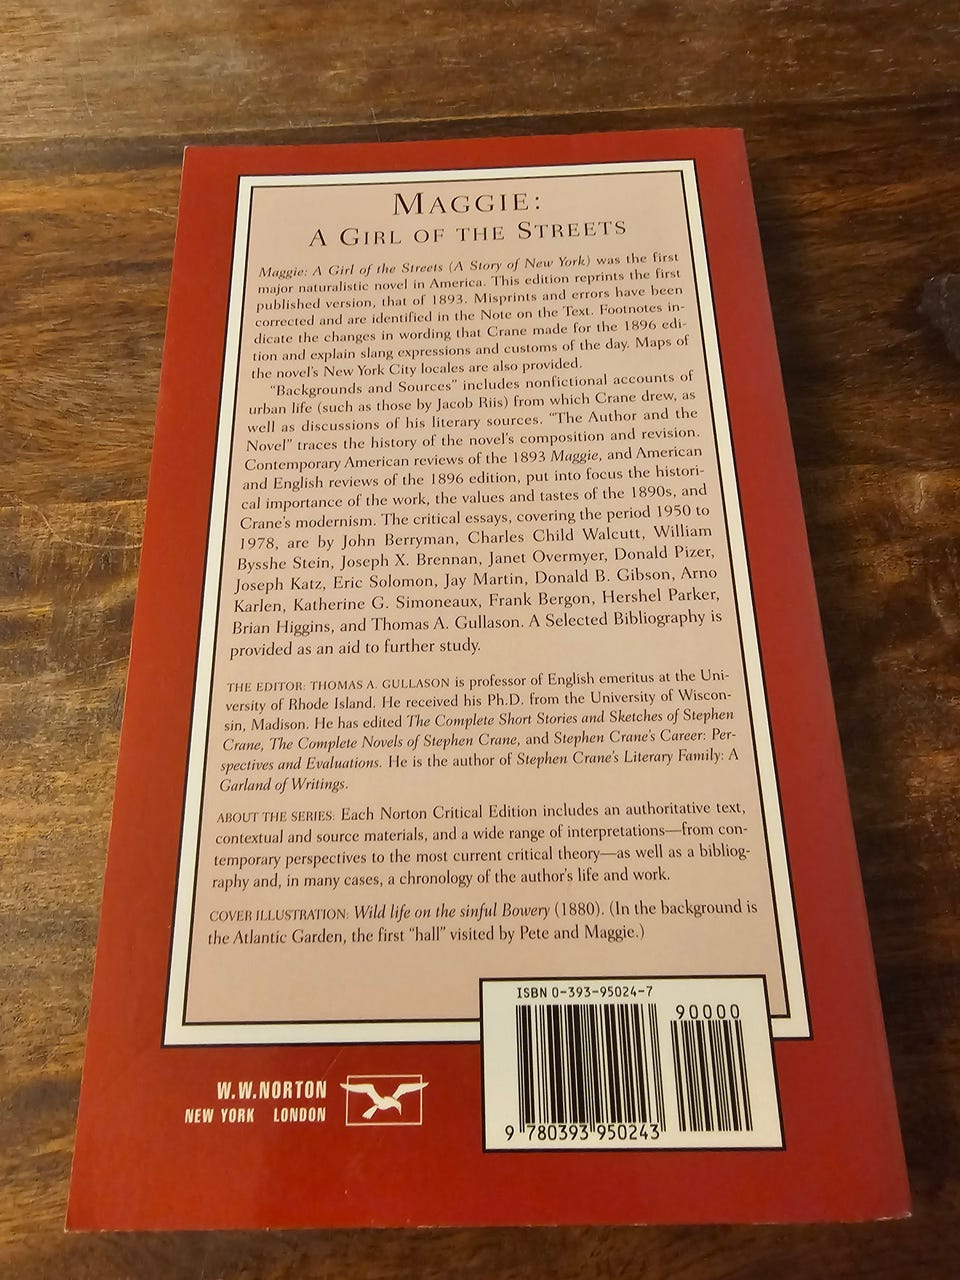 MAGGIE:
A GIRL OF THE STREETS
Maggie: A Girl of the Streets (A Story of New York) was the first
major naturalistic novel in America. This edition reprints the first
published version, that of 1893. Misprints and errors have been
corrected and are identified in the Note on the Text. Footnotes in-
dicate the changes in wording that Crane made for the 1896 edi-
tion and explain slang expressions and customs of the day. Maps of
the novel's New York City locales are also provided.
"Backgrounds and Sources" includes nonfictional accounts of
urban life (such as those by Jacob Riis) from which Crane drew, as
well as discussions of his literary sources. "The Author and the
Novel" traces the history of the novel's composition and revision.
Contemporary American reviews of the 1893 Maggie, and American
and English reviews of the 1896 edition, put into focus the histori-
cal importance of the work, the values and tastes of the 1890s, and
Crane's modernism. The critical essays, covering the period 1950 to
1978, are by John Berryman, Charles Child Walcutt, William
Bysshe Stein, Joseph X. Brennan, Janet Overmyer, Donald Pizer,
Joseph Katz, Eric Solomon, Jay Martin, Donald B. Gibson, Arno
Karlen, Katherine G. Simoneaux, Frank Bergon, Hershel Parker,
Brian Higgins, and Thomas A. Gullason. A Selected Bibliography is
provided as an aid to further study.
THE EDITOR: THOMAS A. GULLASON is professor of English emeritus at the Uni-
versity of Rhode Island. He received his Ph.D. from the University of Wiscon-
sin, Madison. He has edited The Complete Short Stories and Sketches of Stephen
Crane, The Complete Novels of Stephen Crane, and Stephen Crane's Career: Per-
spectives and Evaluations. He is the author of Stephen Crane's Literary Family: A
Garland of Writings.
ABOUT THE SERIES: Each Norton Critical Edition includes an authoritative text,
contextual and source materials, and a wide range of interpretations—from con-
temporary perspectives to the most current critical theory—as well as a bibliog-
raphy and, in many cases, a chronology of the author's life and work.
COVER ILLUSTRATION: Wild life on the sinful Bowery (1880). (In the background is
the Atlantic Garden, the first "hall" visited by Pete and Maggie.)
ISBN 0-393-95024-7
90000
9 780393 950243
W.W.NORTON
NEW YORK LONDON